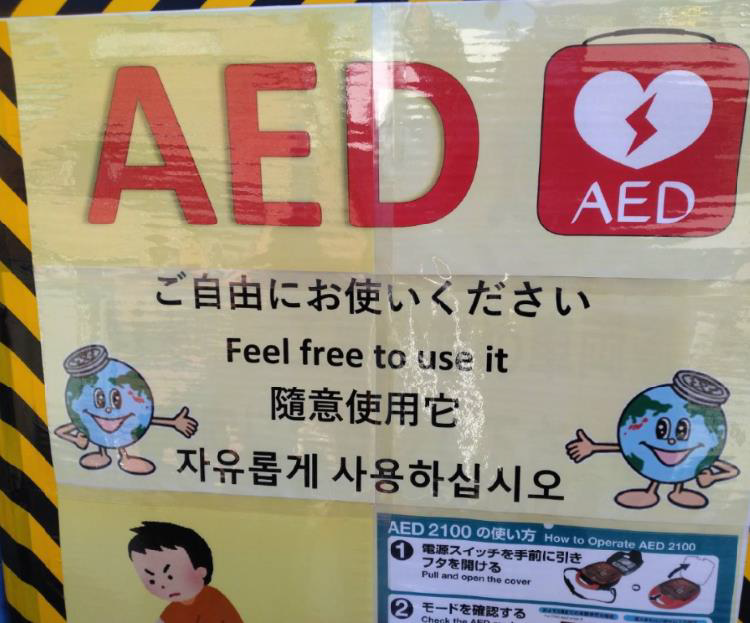 AED
AED
ご自由にお使いください
Feel free to use it
隨意使用它
자유롭게 사용하십시오
AED 2100 の使い方 How to Operate AED 2100
1 電源スイッチを手前に引き
フタを開ける
Pull and open the cover
2 モードを確認する
Check the AED